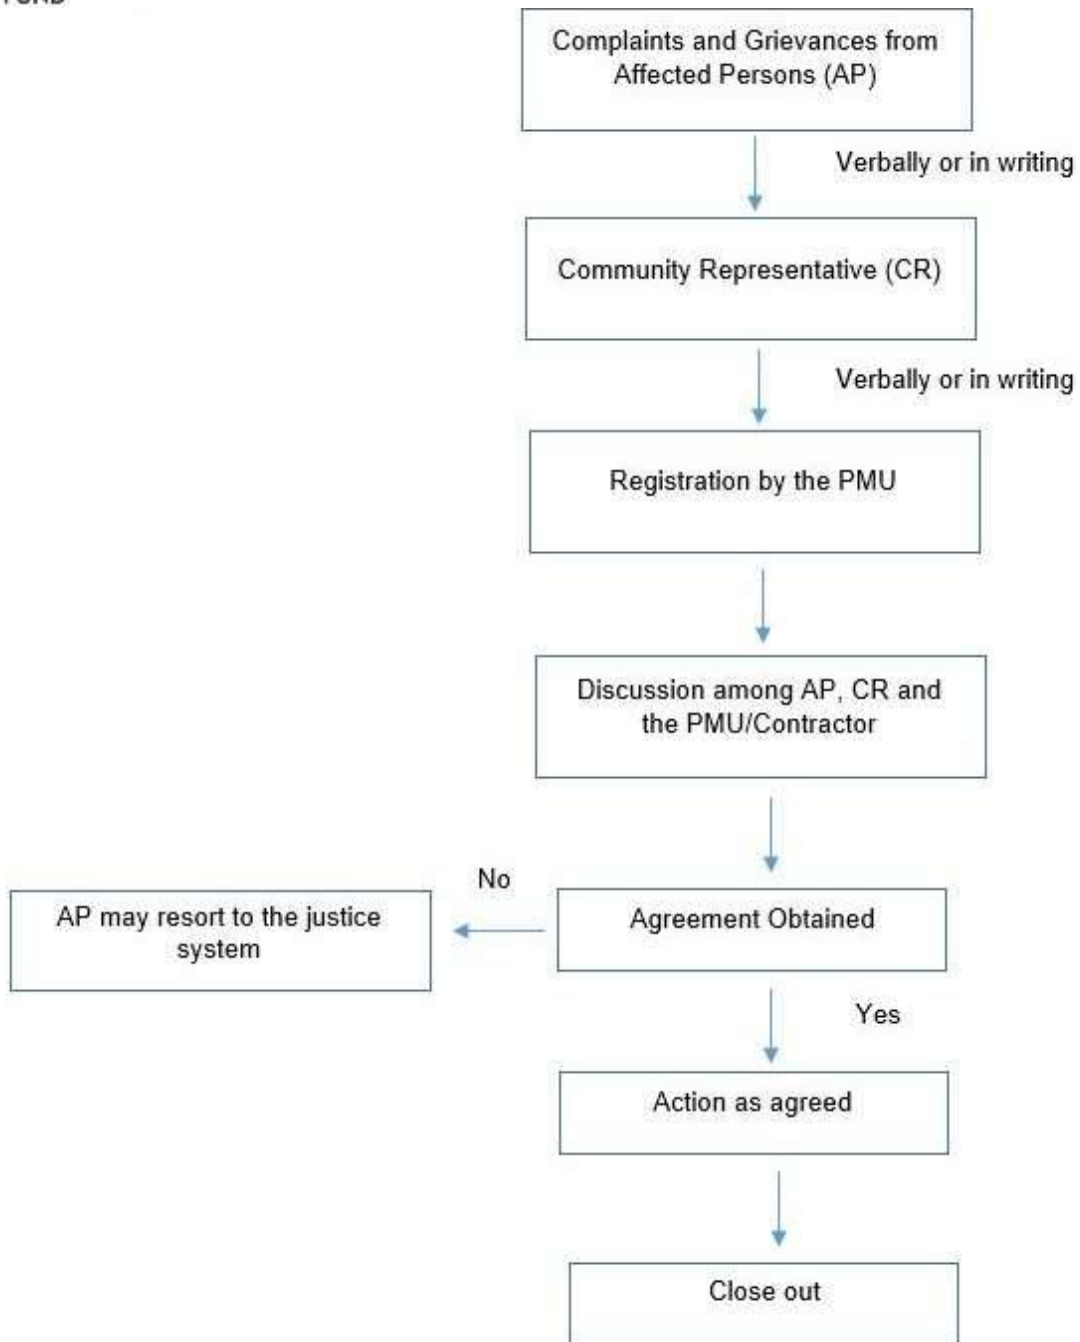 FUND
Complaints and Grievances from
Affected Persons (AP)
Verbally or in writing
Community Representative (CR)
Verbally or in writing
Registration by the PMU
Discussion among AP, CR and
the PMU/Contractor
No
AP may resort to the justice
system
Agreement Obtained
Yes
Action as agreed
Close out